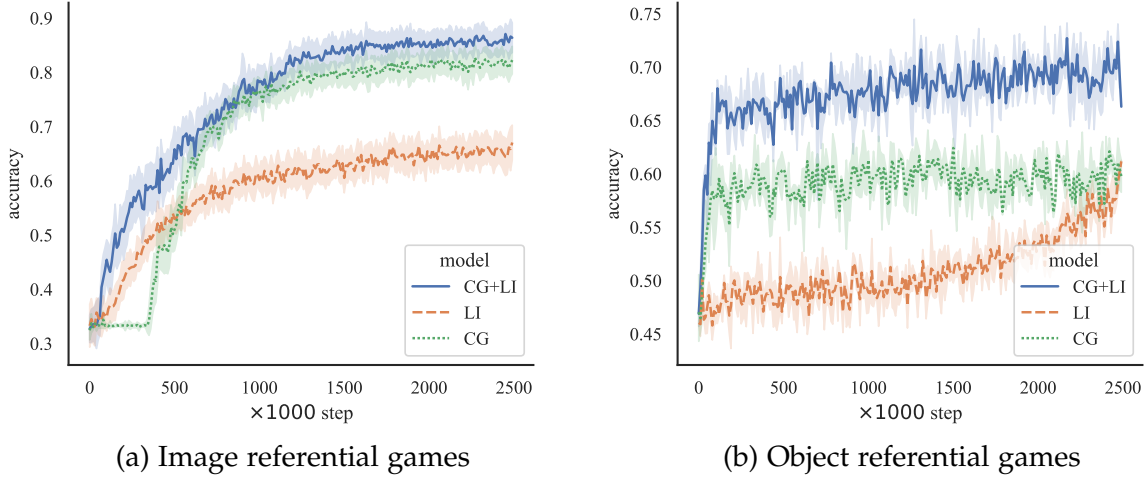 0.9
0.8
0.7
0.6
0.5
0.4
0.3
accuracy
0 500 1000 1500 2000 2500
×1000 step
model
CG+LI
LI
CG
(a) Image referential games
0.75
0.70
0.65
0.60
0.55
0.50
0.45
accuracy
0 500 1000 1500 2000 2500
×1000 step
model
CG+LI
LI
CG
(b) Object referential games